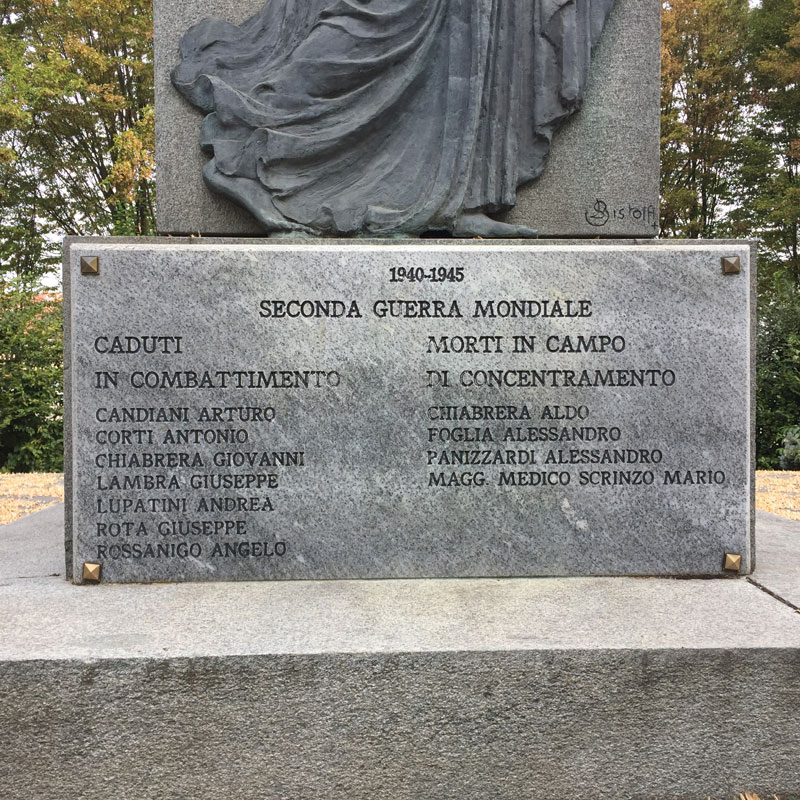 Bistolfi
1940-1945
SECONDA GUERRA MONDIALE
CADUTI
IN COMBATTIMENTO
CANDIANI ARTURO
CORTI ANTONIO
CHIABRERA GIOVANNI
LAMBRA GIUSEPPE
LUPATINI ANDREA
ROTA GIUSEPPE
ROSSANIGO ANGELO
MORTI IN CAMPO
DI CONCENTRAMENTO
CHIABRERA ALDO
FOGLIA ALESSANDRO
PANIZZARDI ALESSANDRO
MAGG. MEDICO SCRINZO MARIO